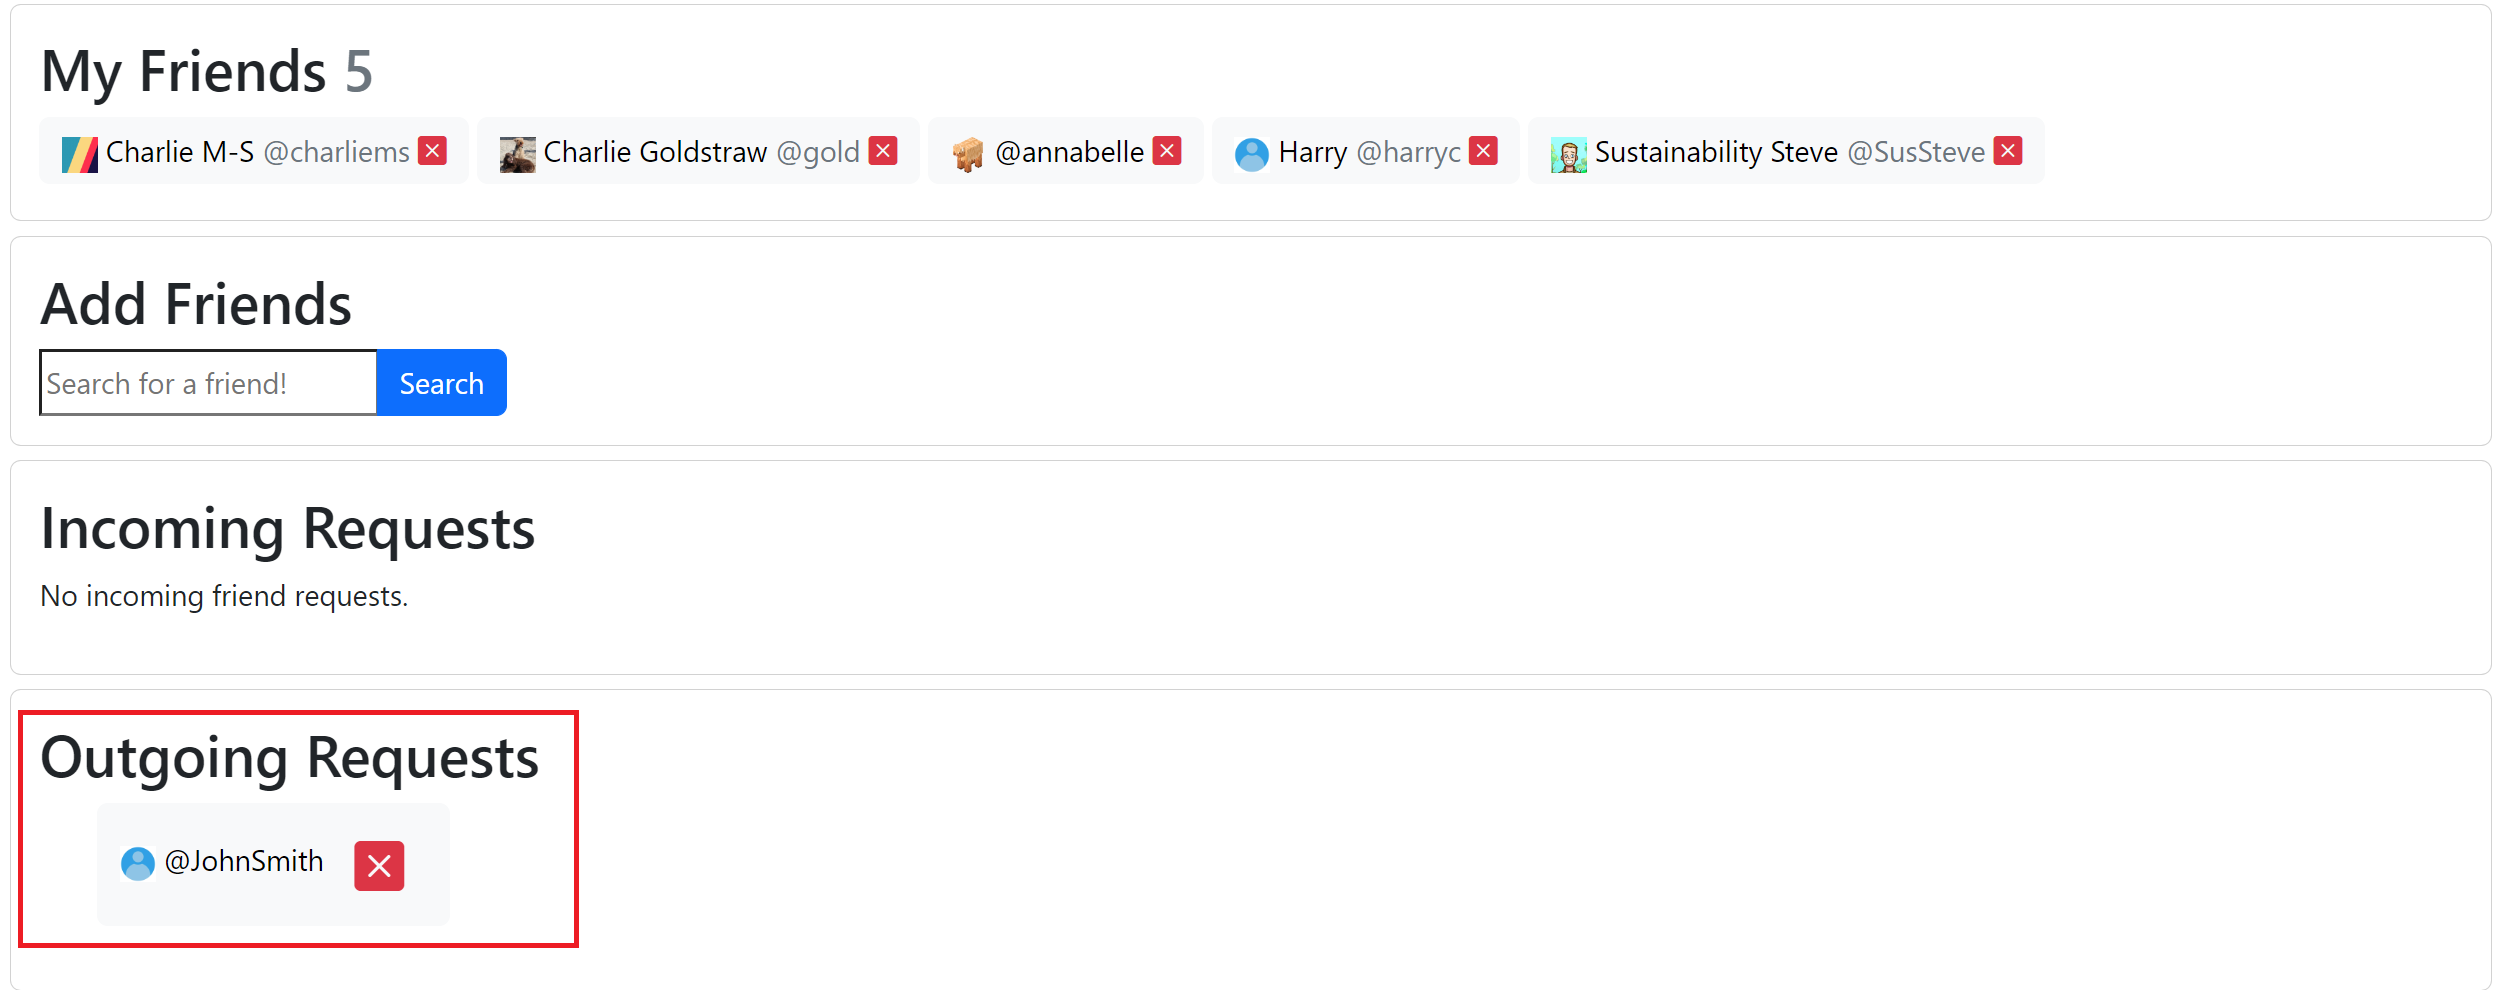 My Friends 5
Charlie M-S @charliems Charlie Goldstraw @gold @annabelle Harry @harryc Sustainability Steve @SusSteve
Add Friends
Search for a friend! Search
Incoming Requests
No incoming friend requests.
Outgoing Requests
@JohnSmith